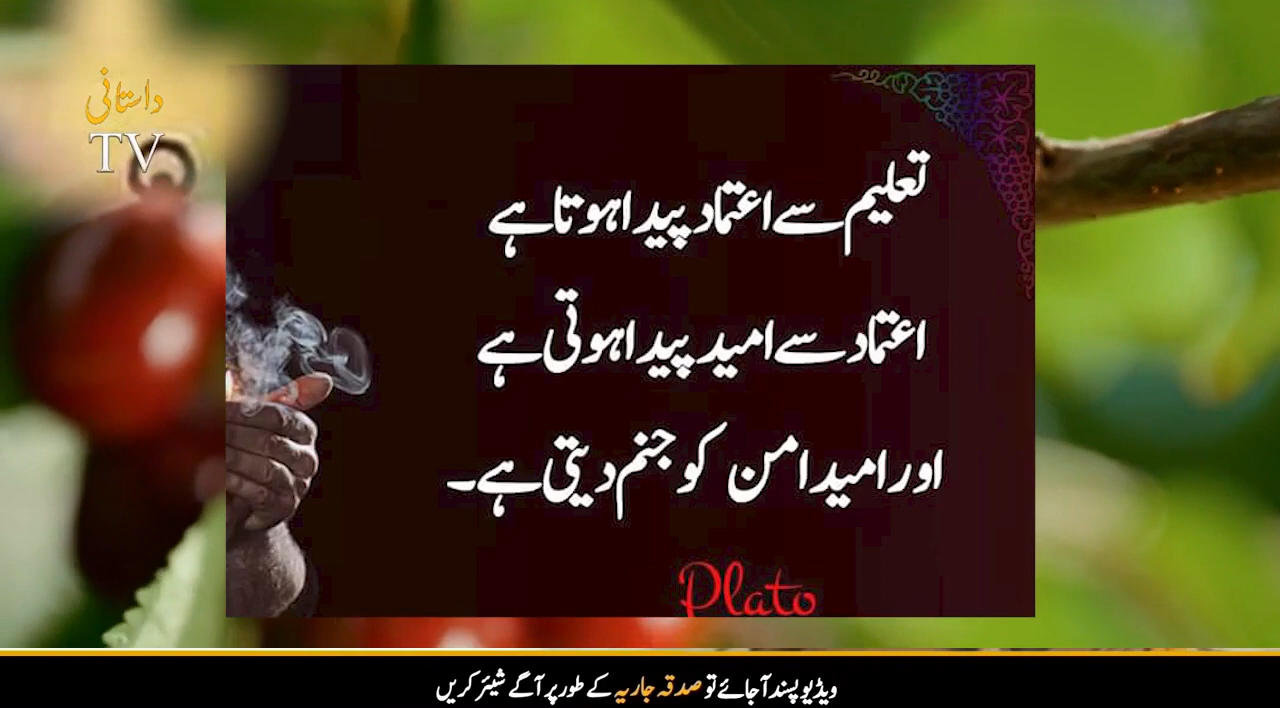 داستانی
TV
تعلیم سے اعتماد پیدا ہوتا ہے
اعتماد سے امید پیدا ہوتی ہے
اور امید امن کو جنم دیتی ہے۔
Plato
ویڈیو پسند آجائے تو صدقہ جاریہ کے طور پر آگے شیئر کریں